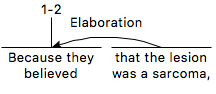 1-2
Elaboration
Because they
believed
that the lesion
was a sarcoma,